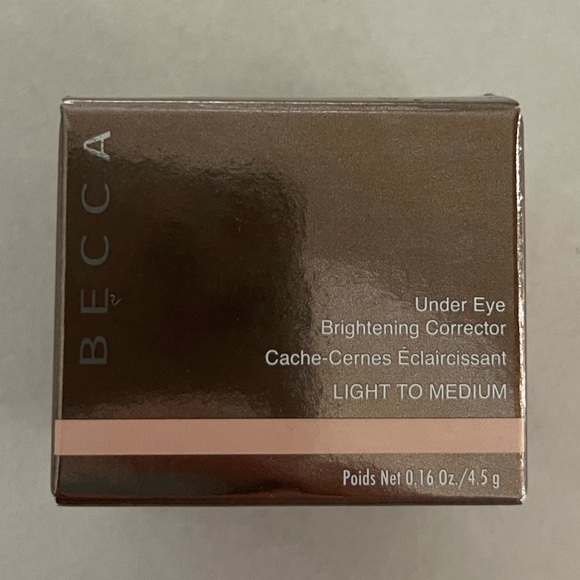 BECCA
Under Eye
Brightening Corrector
Cache-Cernes Éclaircissant
LIGHT TO MEDIUM
Poids Net 0.16 Oz./4.5 g